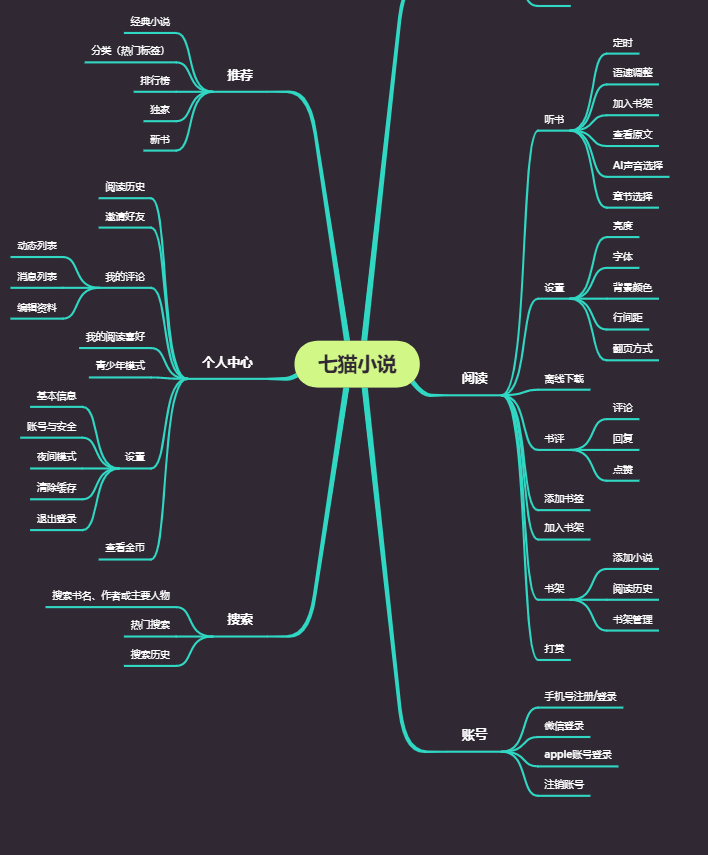 七猫小说
推荐
经典小说
分类（热门标签）
排行榜
独家
新书
个人中心
阅读历史
邀请好友
我的评论
动态列表
消息列表
编辑资料
我的阅读喜好
青少年模式
设置
基本信息
账号与安全
夜间模式
清除缓存
退出登录
查看金币
搜索
搜索书名、作者或主要人物
热门搜索
搜索历史
阅读
听书
定时
语速调整
加入书架
查看原文
AI声音选择
章节选择
设置
亮度
字体
背景颜色
行间距
翻页方式
离线下载
书评
评论
回复
点赞
添加书签
加入书架
书架
添加小说
阅读历史
书架管理
打赏
账号
手机号注册/登录
微信登录
apple账号登录
注销账号